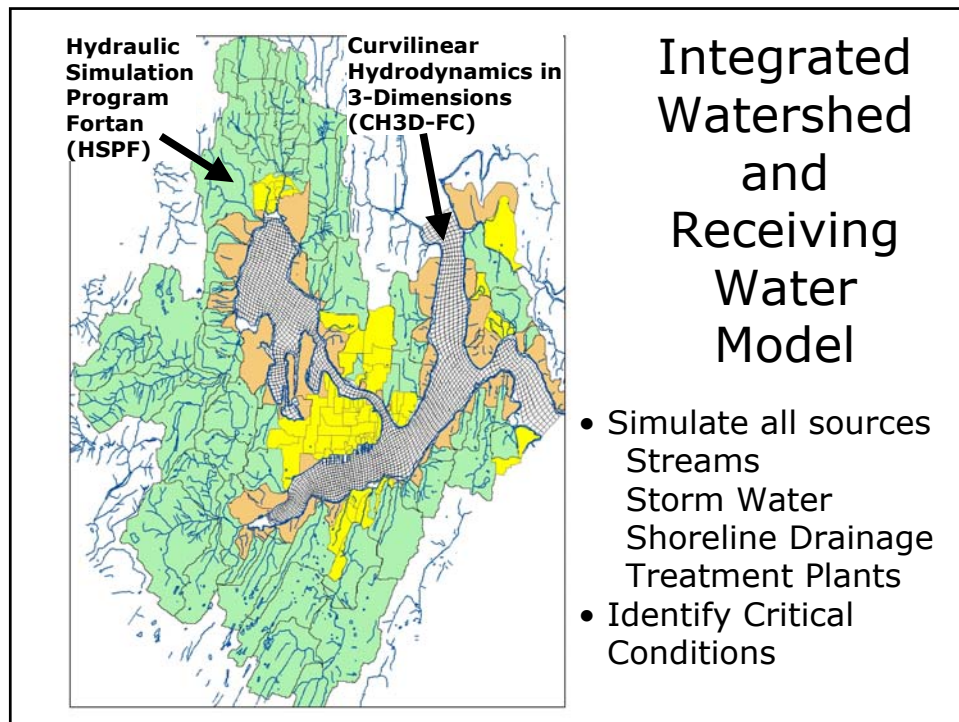 Hydraulic
Simulation
Program
Fortan
(HSPF)
Curvilinear
Hydrodynamics in
3-Dimensions
(CH3D-FC)
Integrated
Watershed
and
Receiving
Water
Model
• Simulate all sources
Streams
Storm Water
Shoreline Drainage
Treatment Plants
• Identify Critical
Conditions